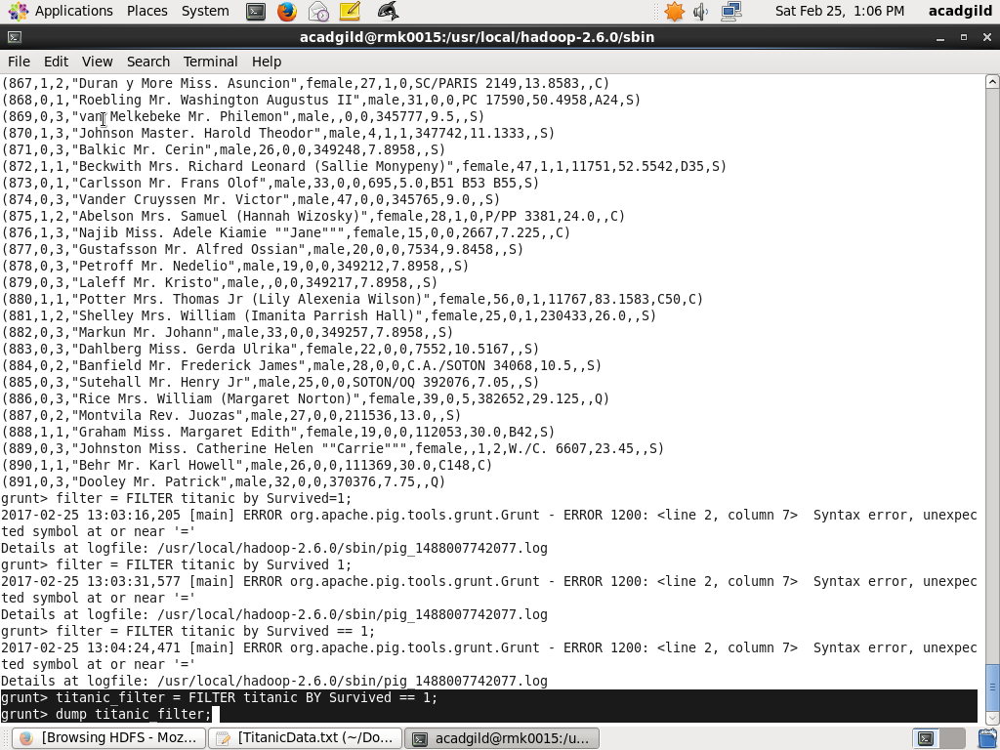 Applications Places System Sat Feb 25, 1:06 PM acadgild
acadgild@rmk0015:/usr/local/hadoop-2.6.0/sbin
File Edit View Search Terminal Help
(867,1,2,"Duran y More Miss. Asuncion",female,27,1,0,SC/PARIS 2149,13.8583,,C)
(868,0,1,"Roebling Mr. Washington Augustus II",male,31,0,0,PC 17590,50.4958,A24,S)
(869,0,3,"van Melkebeke Mr. Philemon",male,,0,0,345777,9.5,,S)
(870,1,3,"Johnson Master. Harold Theodor",male,4,1,1,347742,11.1333,,S)
(871,0,3,"Balkic Mr. Cerin",male,26,0,0,349248,7.8958,,S)
(872,1,1,"Beckwith Mrs. Richard Leonard (Sallie Monypeny)",female,47,1,1,11751,52.5542,D35,S)
(873,0,1,"Carlsson Mr. Frans Olof",male,33,0,0,695,5.0,B51 B53 B55,S)
(874,0,3,"Vander Cruyssen Mr. Victor",male,47,0,0,345765,9.0,,S)
(875,1,2,"Abelson Mrs. Samuel (Hannah Wizosky)",female,28,1,0,P/PP 3381,24.0,,C)
(876,1,3,"Najib Miss. Adele Kiamie ""Jane""",female,15,0,0,2667,7.225,,C)
(877,0,3,"Gustafsson Mr. Alfred Ossian",male,20,0,0,7534,9.8458,,S)
(878,0,3,"Petroff Mr. Nedelio",male,19,0,0,349212,7.8958,,S)
(879,0,3,"Laleff Mr. Kristo",male,,0,0,349217,7.8958,,S)
(880,1,1,"Potter Mrs. Thomas Jr (Lily Alexenia Wilson)",female,56,0,1,11767,83.1583,C50,C)
(881,1,2,"Shelley Mrs. William (Imanita Parrish Hall)",female,25,0,1,230433,26.0,,S)
(882,0,3,"Markun Mr. Johann",male,33,0,0,349257,7.8958,,S)
(883,0,3,"Dahlberg Miss. Gerda Ulrika",female,22,0,0,7552,10.5167,,S)
(884,0,2,"Banfield Mr. Frederick James",male,28,0,0,C.A./SOTON 34068,10.5,,S)
(885,0,3,"Sutehall Mr. Henry Jr",male,25,0,0,SOTON/OQ 392076,7.05,,S)
(886,0,3,"Rice Mrs. William (Margaret Norton)",female,39,0,5,382652,29.125,,Q)
(887,0,2,"Montvila Rev. Juozas",male,27,0,0,211536,13.0,,S)
(888,1,1,"Graham Miss. Margaret Edith",female,19,0,0,112053,30.0,B42,S)
(889,0,3,"Johnston Miss. Catherine Helen ""Carrie""",female,,1,2,W./C. 6607,23.45,,S)
(890,1,1,"Behr Mr. Karl Howell",male,26,0,0,111369,30.0,C148,C)
(891,0,3,"Dooley Mr. Patrick",male,32,0,0,370376,7.75,,Q)
grunt> filter = FILTER titanic by Survived=1;
2017-02-25 13:03:16,205 [main] ERROR org.apache.pig.tools.grunt.Grunt - ERROR 1200: <line 2, column 7>  Syntax error, unexpec
ted symbol at or near '='
Details at logfile: /usr/local/hadoop-2.6.0/sbin/pig_1488007742077.log
grunt> filter = FILTER titanic by Survived 1;
2017-02-25 13:03:31,577 [main] ERROR org.apache.pig.tools.grunt.Grunt - ERROR 1200: <line 2, column 7>  Syntax error, unexpec
ted symbol at or near '='
Details at logfile: /usr/local/hadoop-2.6.0/sbin/pig_1488007742077.log
grunt> filter = FILTER titanic by Survived == 1;
2017-02-25 13:04:24,471 [main] ERROR org.apache.pig.tools.grunt.Grunt - ERROR 1200: <line 2, column 7>  Syntax error, unexpec
ted symbol at or near '='
Details at logfile: /usr/local/hadoop-2.6.0/sbin/pig_1488007742077.log
grunt> titanic_filter = FILTER titanic BY Survived == 1;
grunt> dump titanic_filter;
[Browsing HDFS - Moz... [TitanicData.txt (~/Do... acadgild@rmk0015:/u...